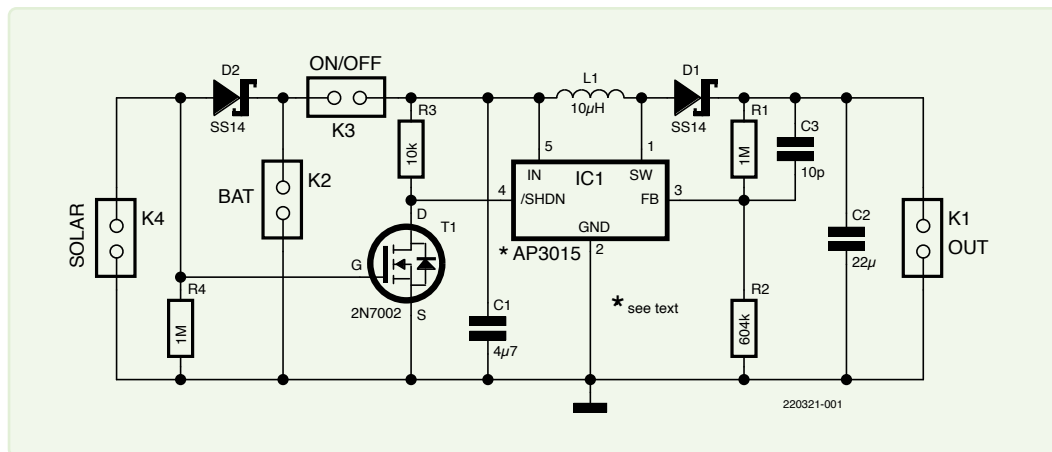 ON/OFF
D2
SS14
K3
L1
10µH
D1
SS14
R3
10k
R1
1M
C3
10p
5
1
IN
SW
IC1
4
/SHDN
FB
3
GND
2
* AP3015
K2
BAT
K4
SOLAR
D
T1
G
S
2N7002
R4
1M
C1
4µ7
* see text
R2
604k
C2
22µ
K1
OUT
220321-001